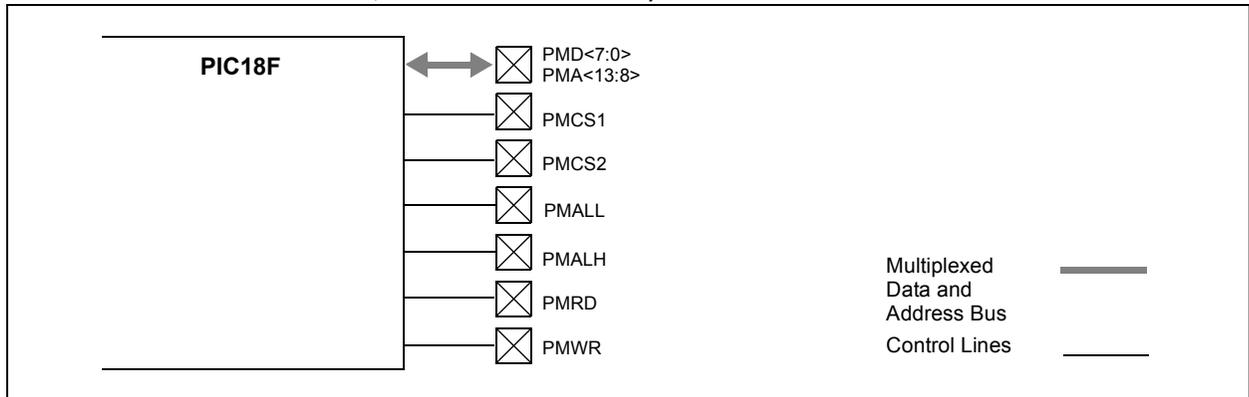 PIC18F
PMD<7:0>
PMA<13:8>
PMCS1
PMCS2
PMALL
PMALH
PMRD
PMWR
Multiplexed
Data and
Address Bus
Control Lines